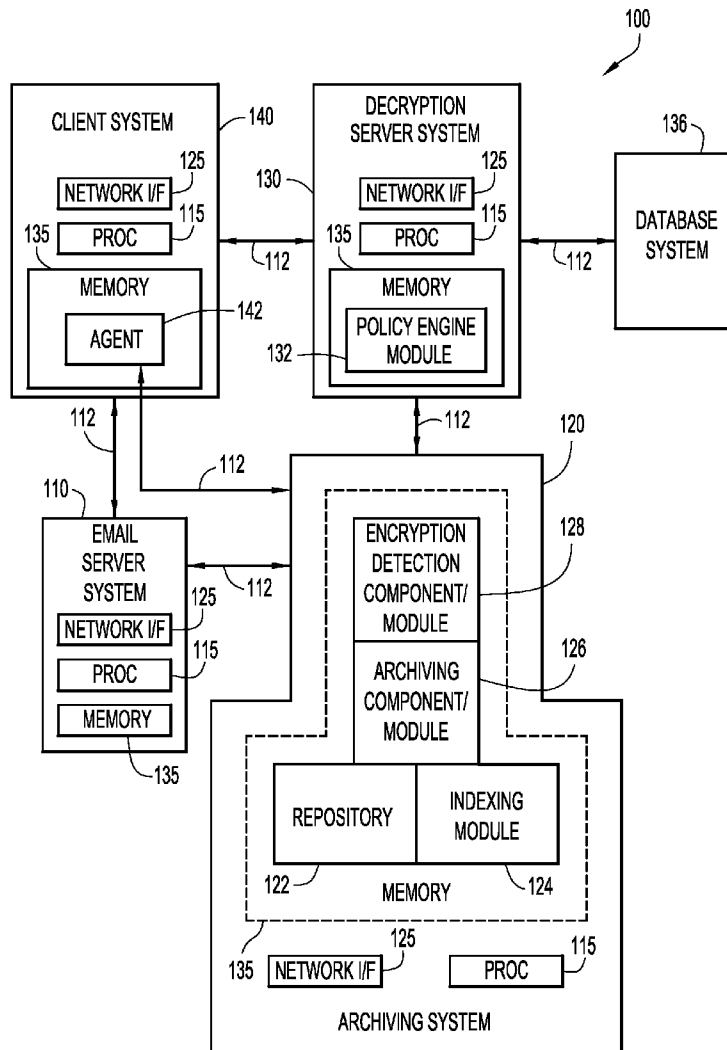 100
CLIENT SYSTEM
140
125
NETWORK I/F
115
PROC
135
MEMORY
142
AGENT
DECRYPTION
SERVER SYSTEM
130
125
NETWORK I/F
115
PROC
135
MEMORY
POLICY ENGINE
MODULE
132
136
DATABASE
SYSTEM
112
112
112
112
112
110
EMAIL
SERVER
SYSTEM
125
NETWORK I/F
115
PROC
MEMORY
135
112
120
ENCRYPTION
DETECTION
COMPONENT/
MODULE
128
ARCHIVING
COMPONENT/
MODULE
126
REPOSITORY
122
INDEXING
MODULE
124
MEMORY
135
125
NETWORK I/F
115
PROC
ARCHIVING SYSTEM